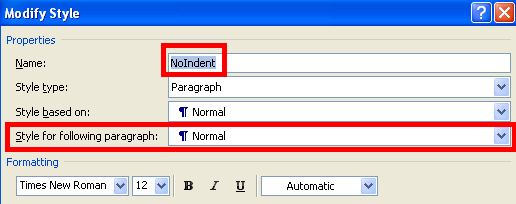 Modify Style
Properties
Name: NoIndent
Style type: Paragraph
Style based on: ¶ Normal
Style for following paragraph: ¶ Normal
Formatting
Times New Roman 12 B I U Automatic